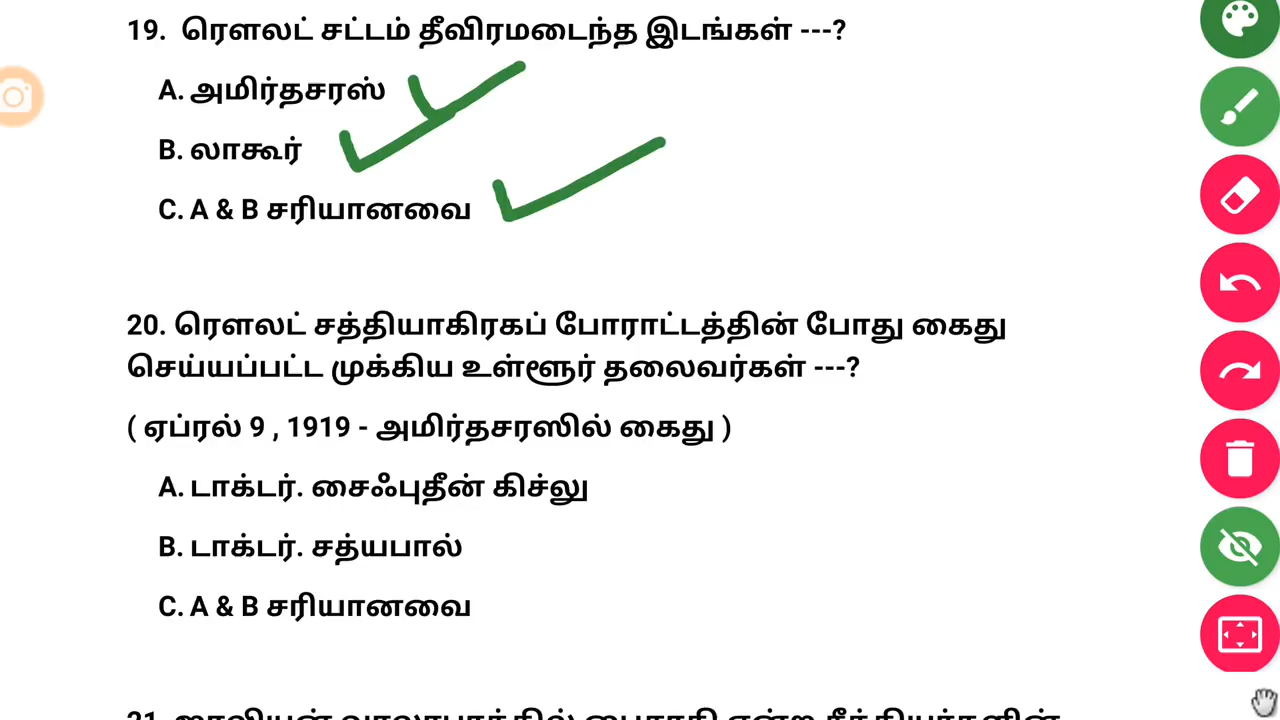 19. ரௌலட் சட்டம் தீவிரமடைந்த இடங்கள் ---?
A. அமிர்தசரஸ்
B. லாகூர்
C. A & B சரியானவை
20. ரௌலட் சத்தியாகிரகப் போராட்டத்தின் போது கைது
செய்யப்பட்ட முக்கிய உள்ளூர் தலைவர்கள் ---?
( ஏப்ரல் 9 , 1919 - அமிர்தசரஸில் கைது )
A. டாக்டர். சைஃபுதீன் கிச்லு
B. டாக்டர். சத்யபால்
C. A & B சரியானவை